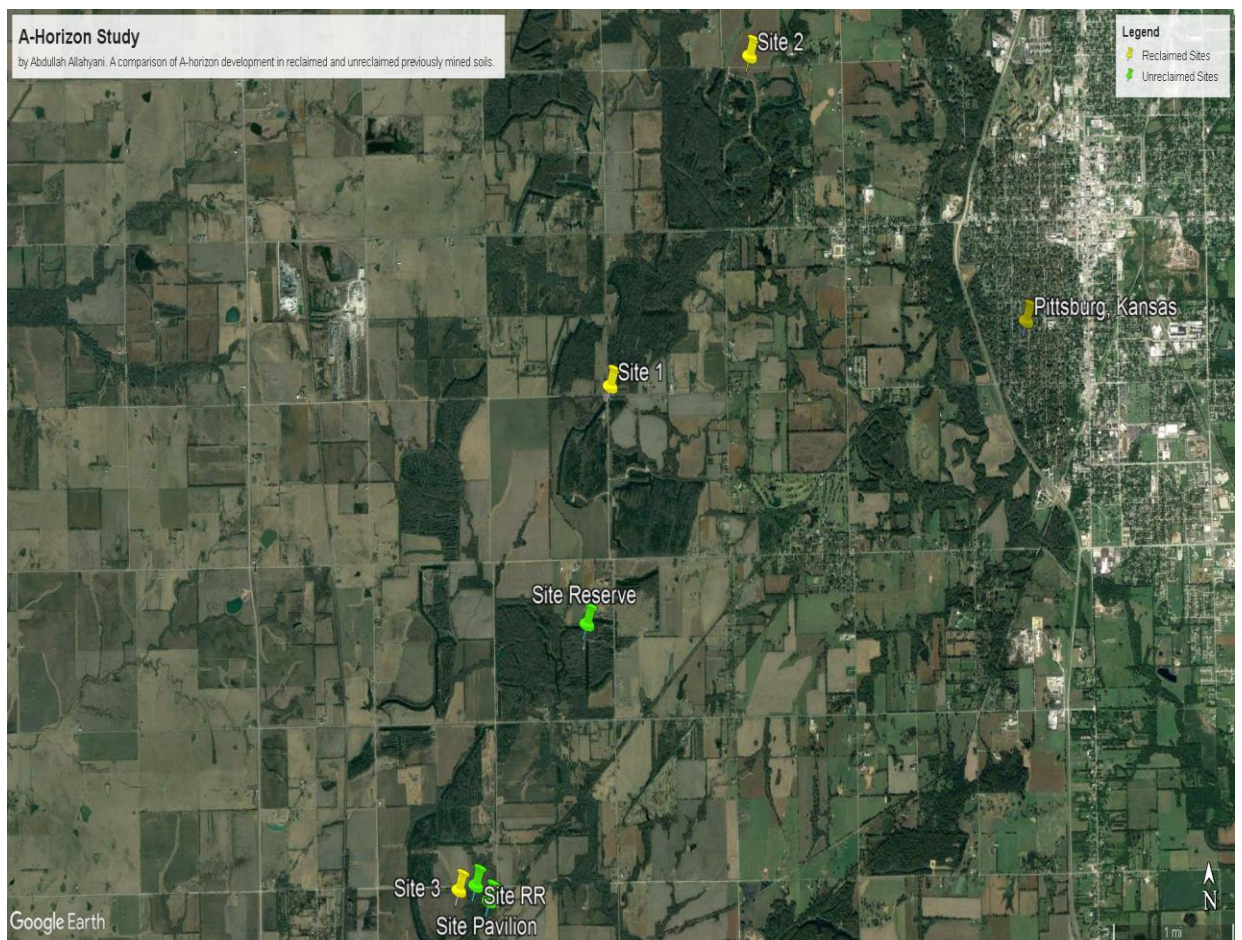 A-Horizon Study
by Abdullah Allahyani. A comparison of A-horizon development in reclaimed and unreclaimed previously mined soils.
Legend
Reclaimed Sites
Unreclaimed Sites
Site 2
Pittsburg, Kansas
Site 1
Site Reserve
Site 3
Site RR
Site Pavilion
Google Earth
N
1 mi